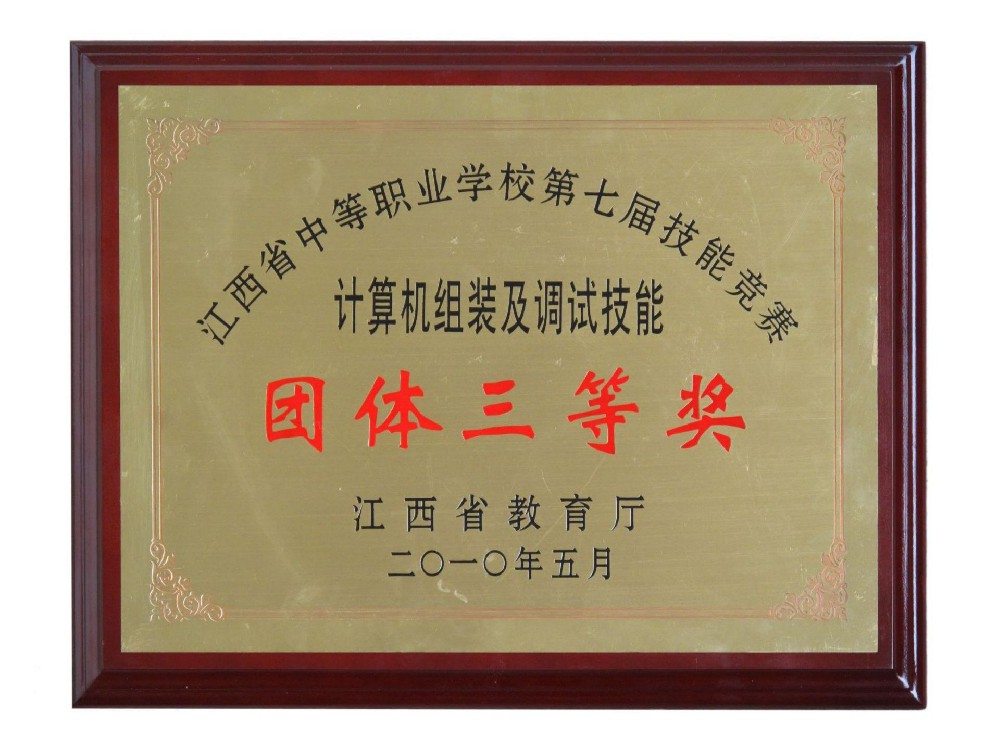 江西省中等职业学校第七届技能竞赛
计算机组装及调试技能
团体三等奖
江西省教育厅
二〇一〇年五月